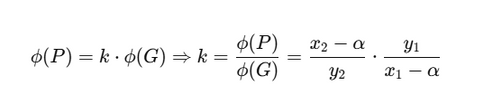 ϕ(P) = k · ϕ(G) ⇒ k = ϕ(P)/ϕ(G) = (x₂ − α)/y₂ · y₁/(x₁ − α)